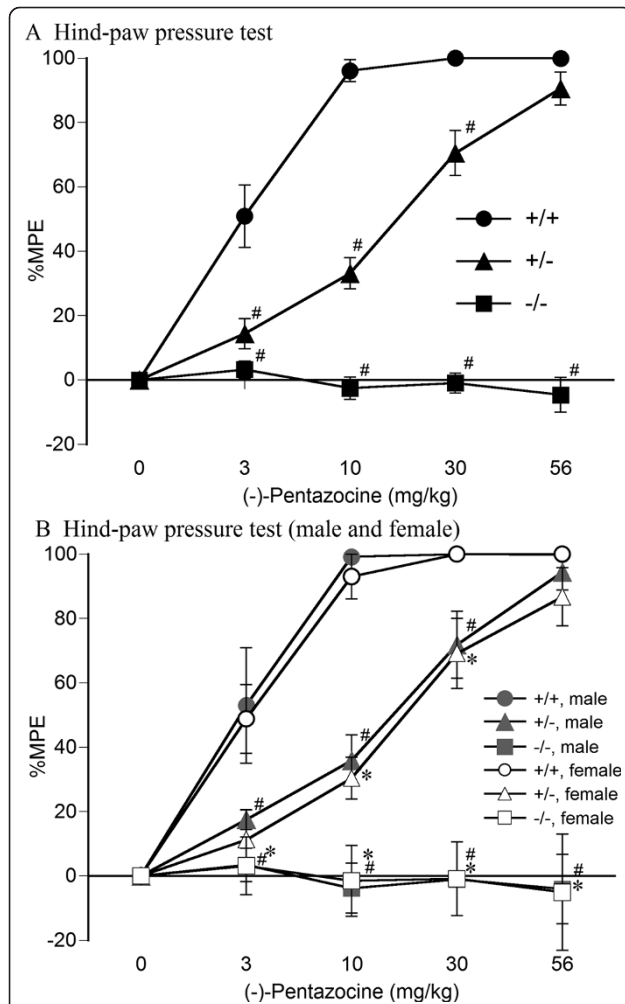 A Hind-paw pressure test
100
80
60
40
20
0
-20
%MPE
#
#
#
#
#
#
#
+/+
+/-
-/-
0 3 10 30 56
(-)-Pentazocine (mg/kg)
B Hind-paw pressure test (male and female)
100
80
60
40
20
0
-20
%MPE
#
*
#
*
#
*
#
*
*
#
#
*
#
*
+/+, male
+/-, male
-/-, male
+/+, female
+/-, female
-/-, female
0 3 10 30 56
(-)-Pentazocine (mg/kg)